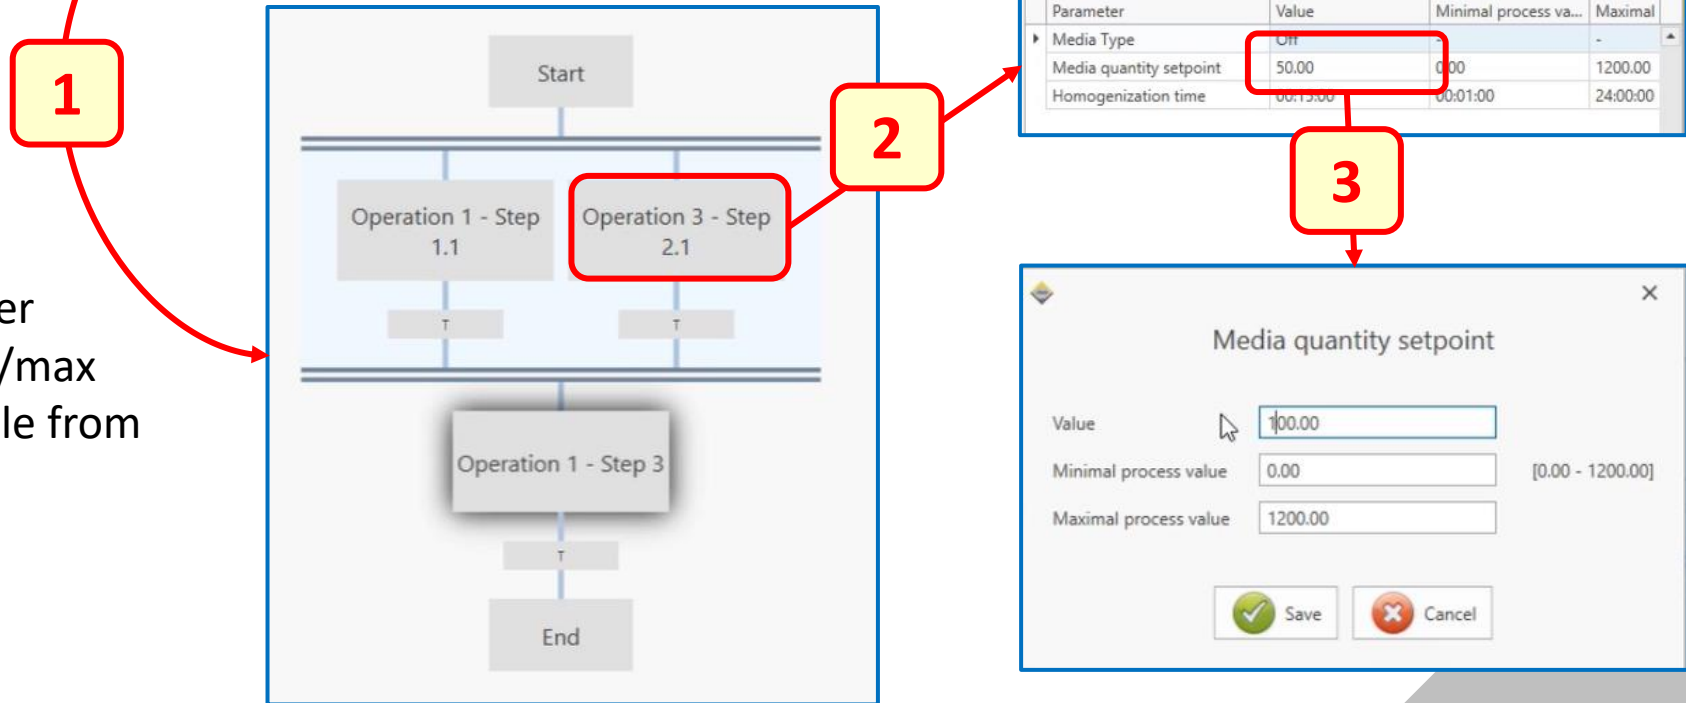 1
er
/max
le from
Start
Operation 1 - Step
1.1
Operation 3 - Step
2.1
T
T
Operation 1 - Step 3
T
End
2
Parameter Value Minimal process va... Maximal
Media Type Off - -
Media quantity setpoint 50.00 0.00 1200.00
Homogenization time 00:15:00 00:01:00 24:00:00
3
Media quantity setpoint
Value 100.00
Minimal process value 0.00 [0.00 - 1200.00]
Maximal process value 1200.00
Save Cancel